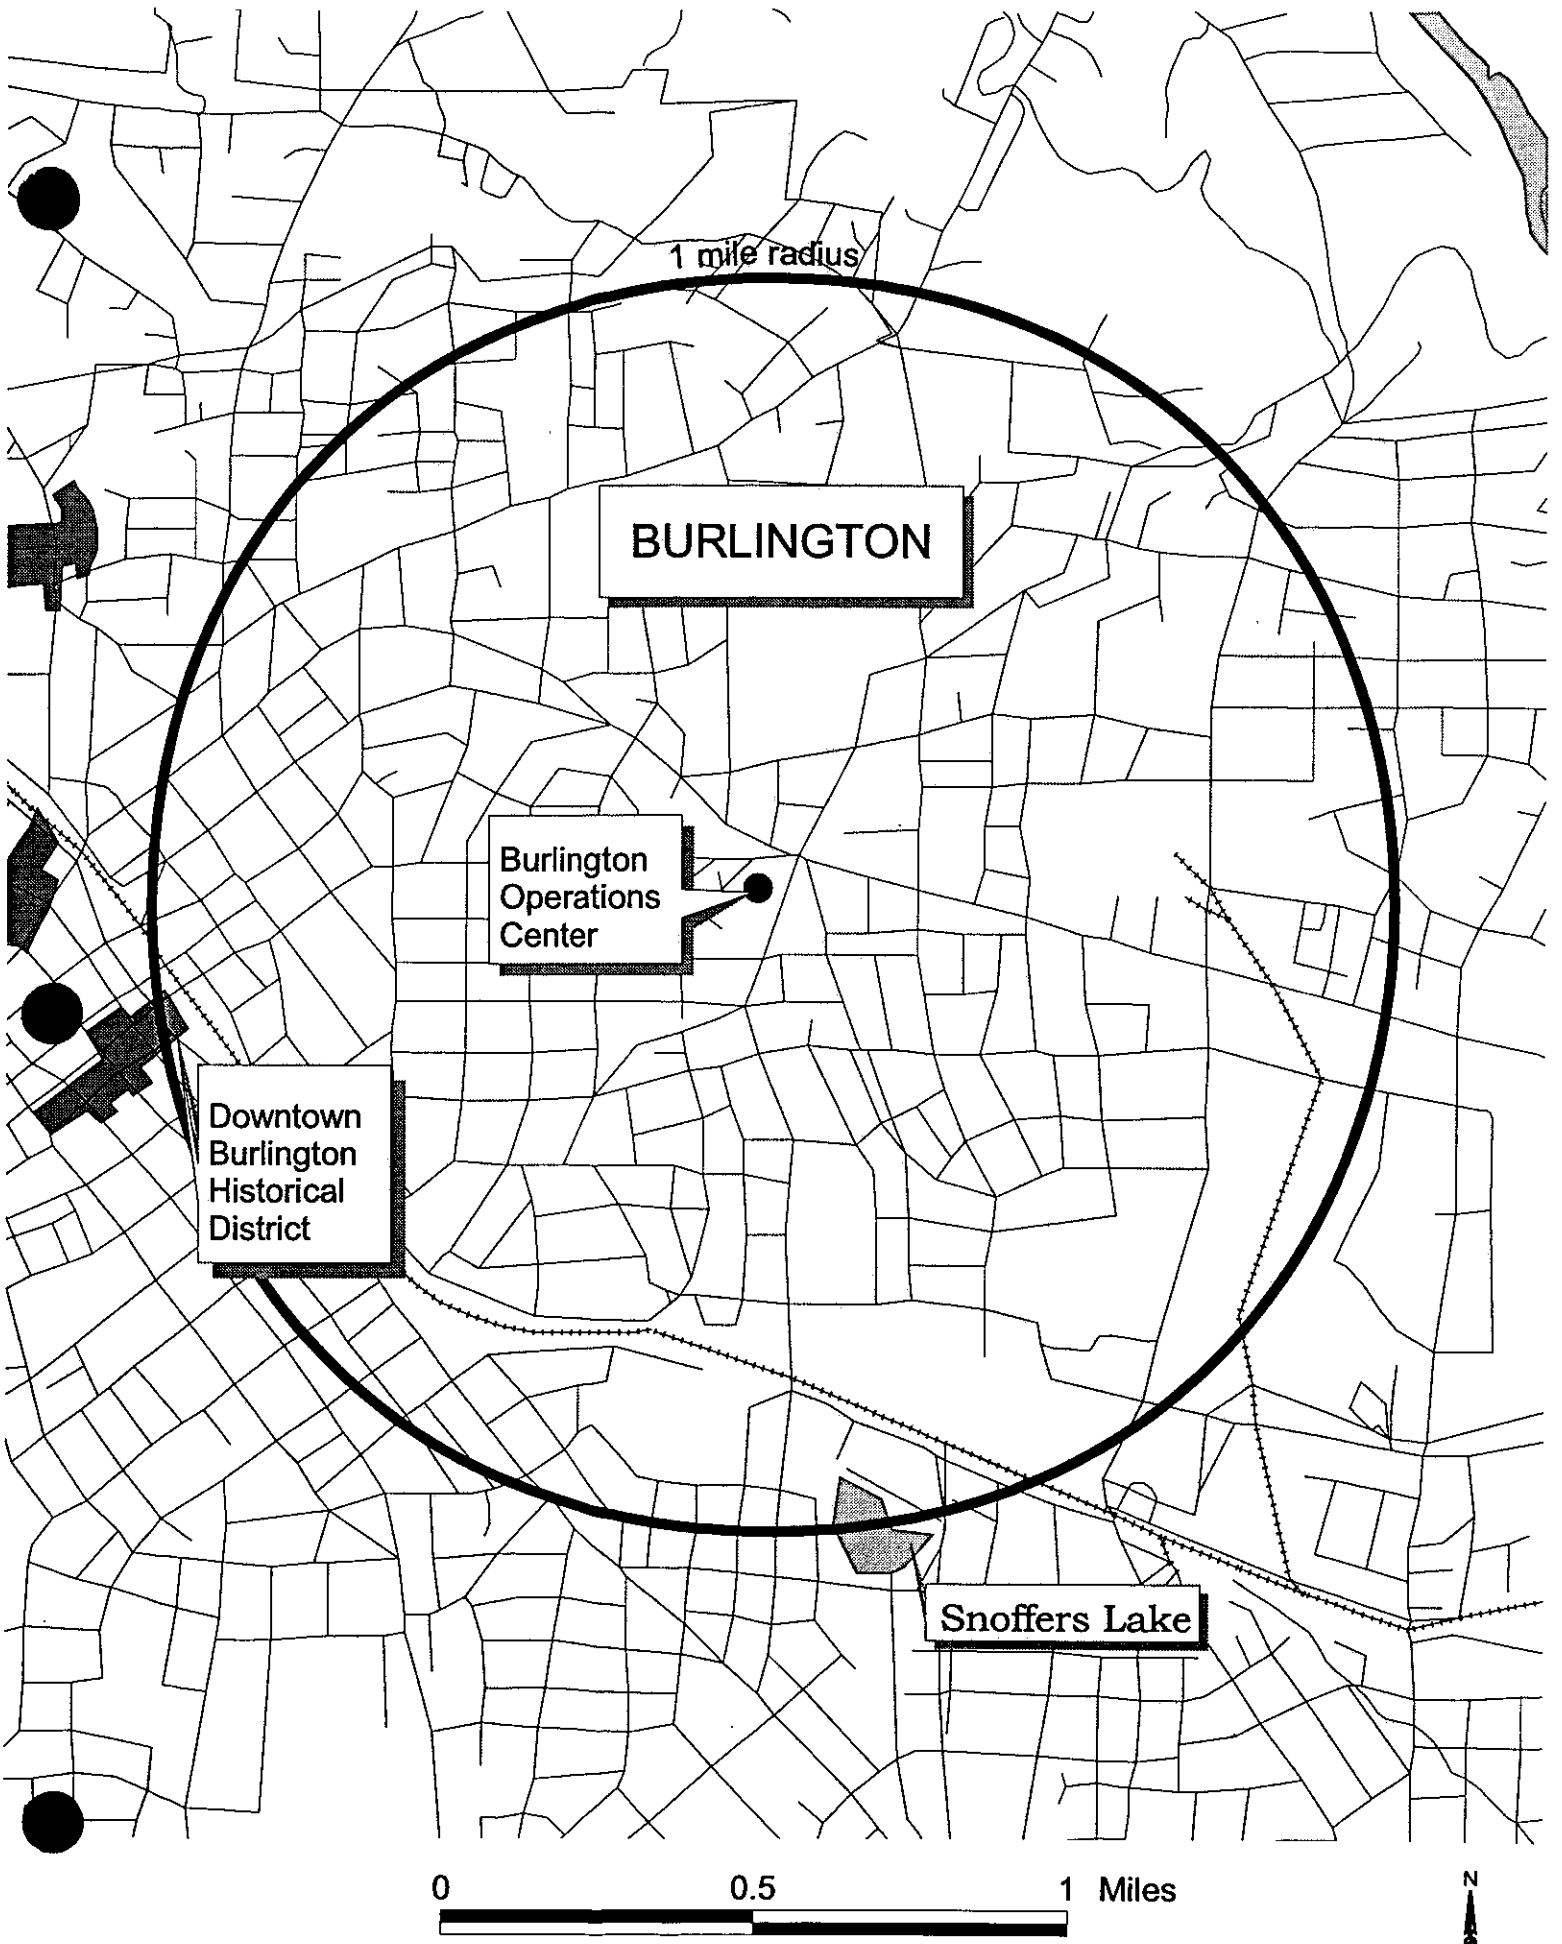 1 mile radius
BURLINGTON
Burlington
Operations
Center
Downtown
Burlington
Historical
District
Snoffers Lake
0 0.5 1 Miles
N